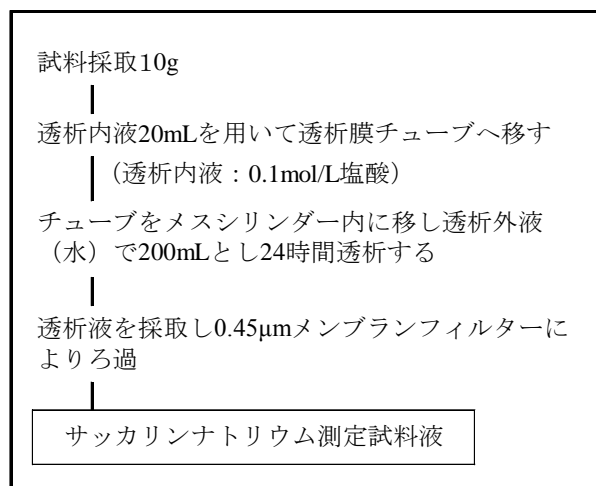 試料採取10g
透析内液20mLを用いて透析膜チューブへ移す
（透析内液：0.1mol/L塩酸）
チューブをメスシリンダー内に移し透析外液
（水）で200mLとし24時間透析する
透析液を採取し0.45μmメンブランフィルターに
よりろ過
サッカリンナトリウム測定試料液